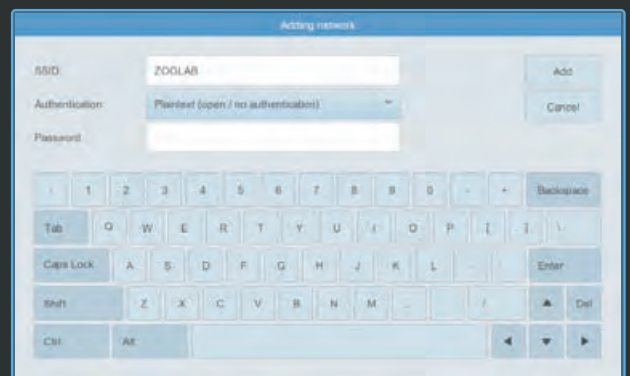 Adding network
SSID: ZOOLAB Add
Authentication: Plaintext (open / no authentication) Cancel
Password:
1 2 3 4 5 6 7 8 9 0 - + Backspace
Tab Q W E R T Y U I O P [ ] \
Caps Lock A S D F G H J K L Enter
Shift Z X C V B N M / Del
Ctrl Alt